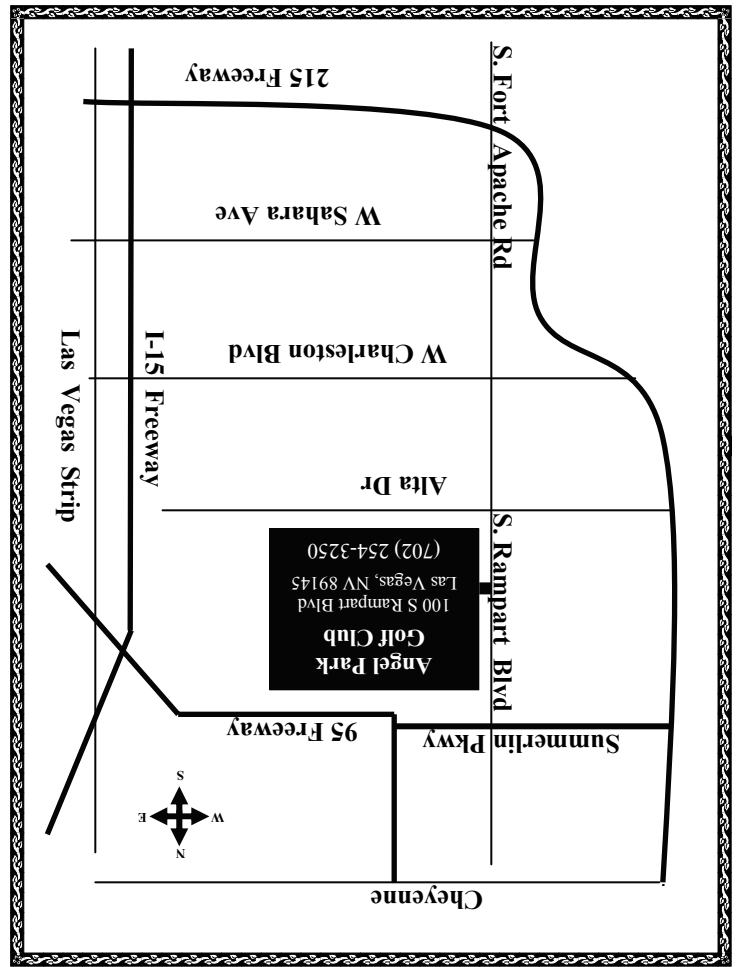 Cheyenne
N
W
E
S
Summerlin Pkwy
95 Freeway
Angel Park
Golf Club
100 S Rampart Blvd
Las Vegas, NV 89145
(702) 254-3250
S. Rampart Blvd
Alta Dr
W Charleston Blvd
I-15 Freeway
Las Vegas Strip
W Sahara Ave
S. Fort Apache Rd
215 Freeway